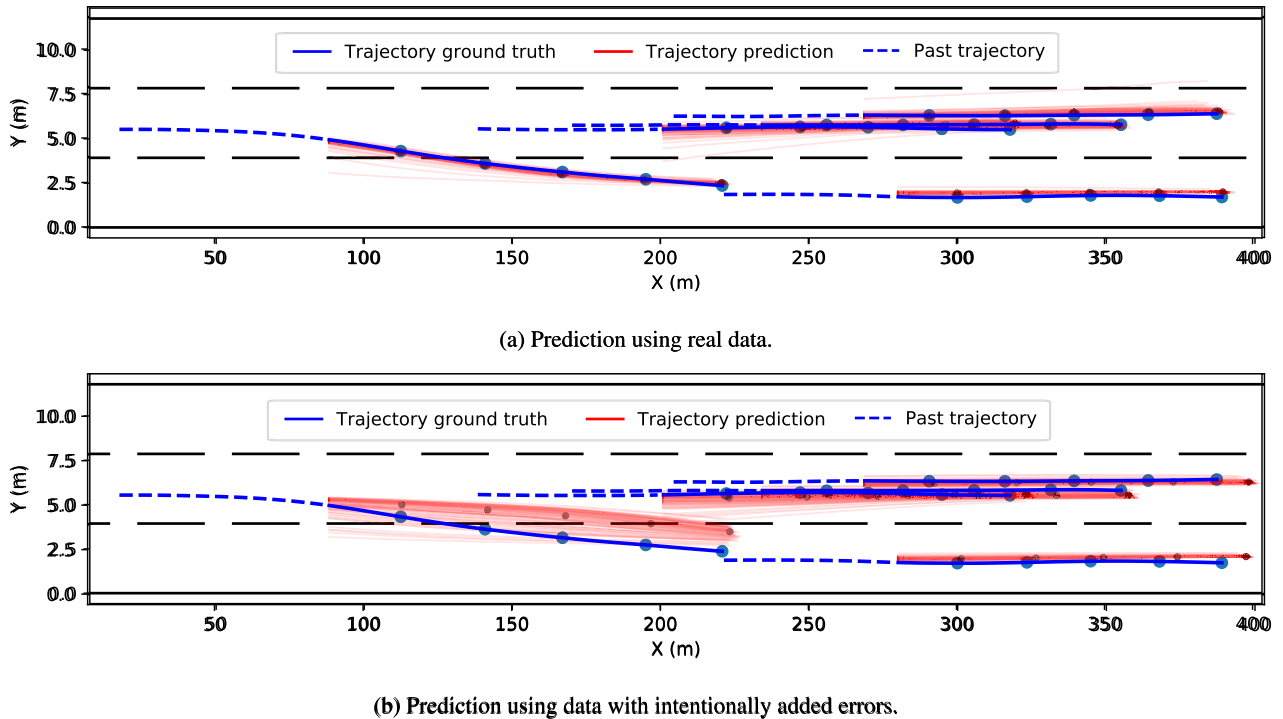 10.0
7.5
5.0
2.5
0.0
Y (m)
Trajectory ground truth Trajectory prediction Past trajectory
50 100 150 200 250 300 350 400
X (m)
(a) Prediction using real data.
10.0
7.5
5.0
2.5
0.0
Y (m)
Trajectory ground truth Trajectory prediction Past trajectory
50 100 150 200 250 300 350 400
X (m)
(b) Prediction using data with intentionally added errors.